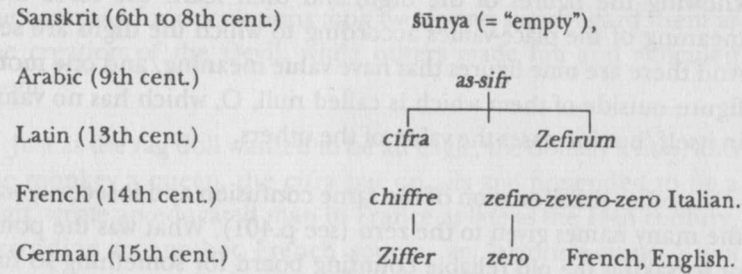 Sanskrit (6th to 8th cent.) śūnya (= “empty”),
Arabic (9th cent.) as-sifr
Latin (13th cent.) cifra Zefirum
French (14th cent.) chiffre zefiro-zevero-zero Italian.
German (15th cent.) Ziffer zero French, English.